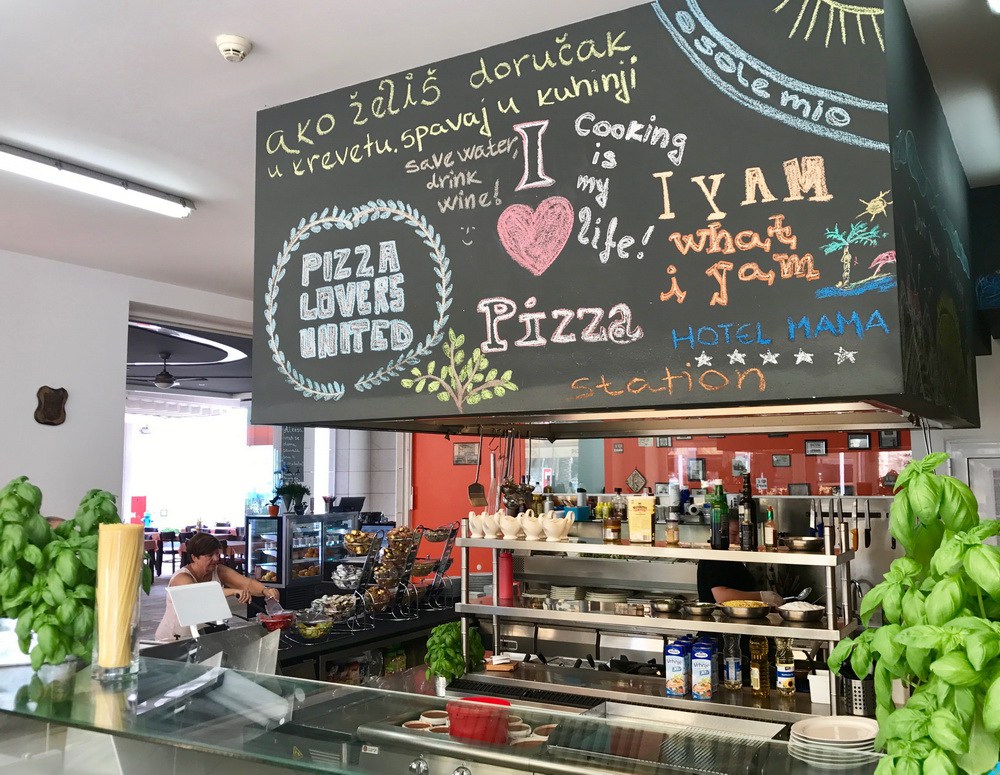 ako želiš doručak
u krevetu, spavaj u kuhinji
O SOLE MIO
save water,
drink
wine!
I
Pizza
Cooking
is
my
life!
I YAM
what
i yam
PIZZA
LOVERS
UNITED
HOTEL MAMA
station